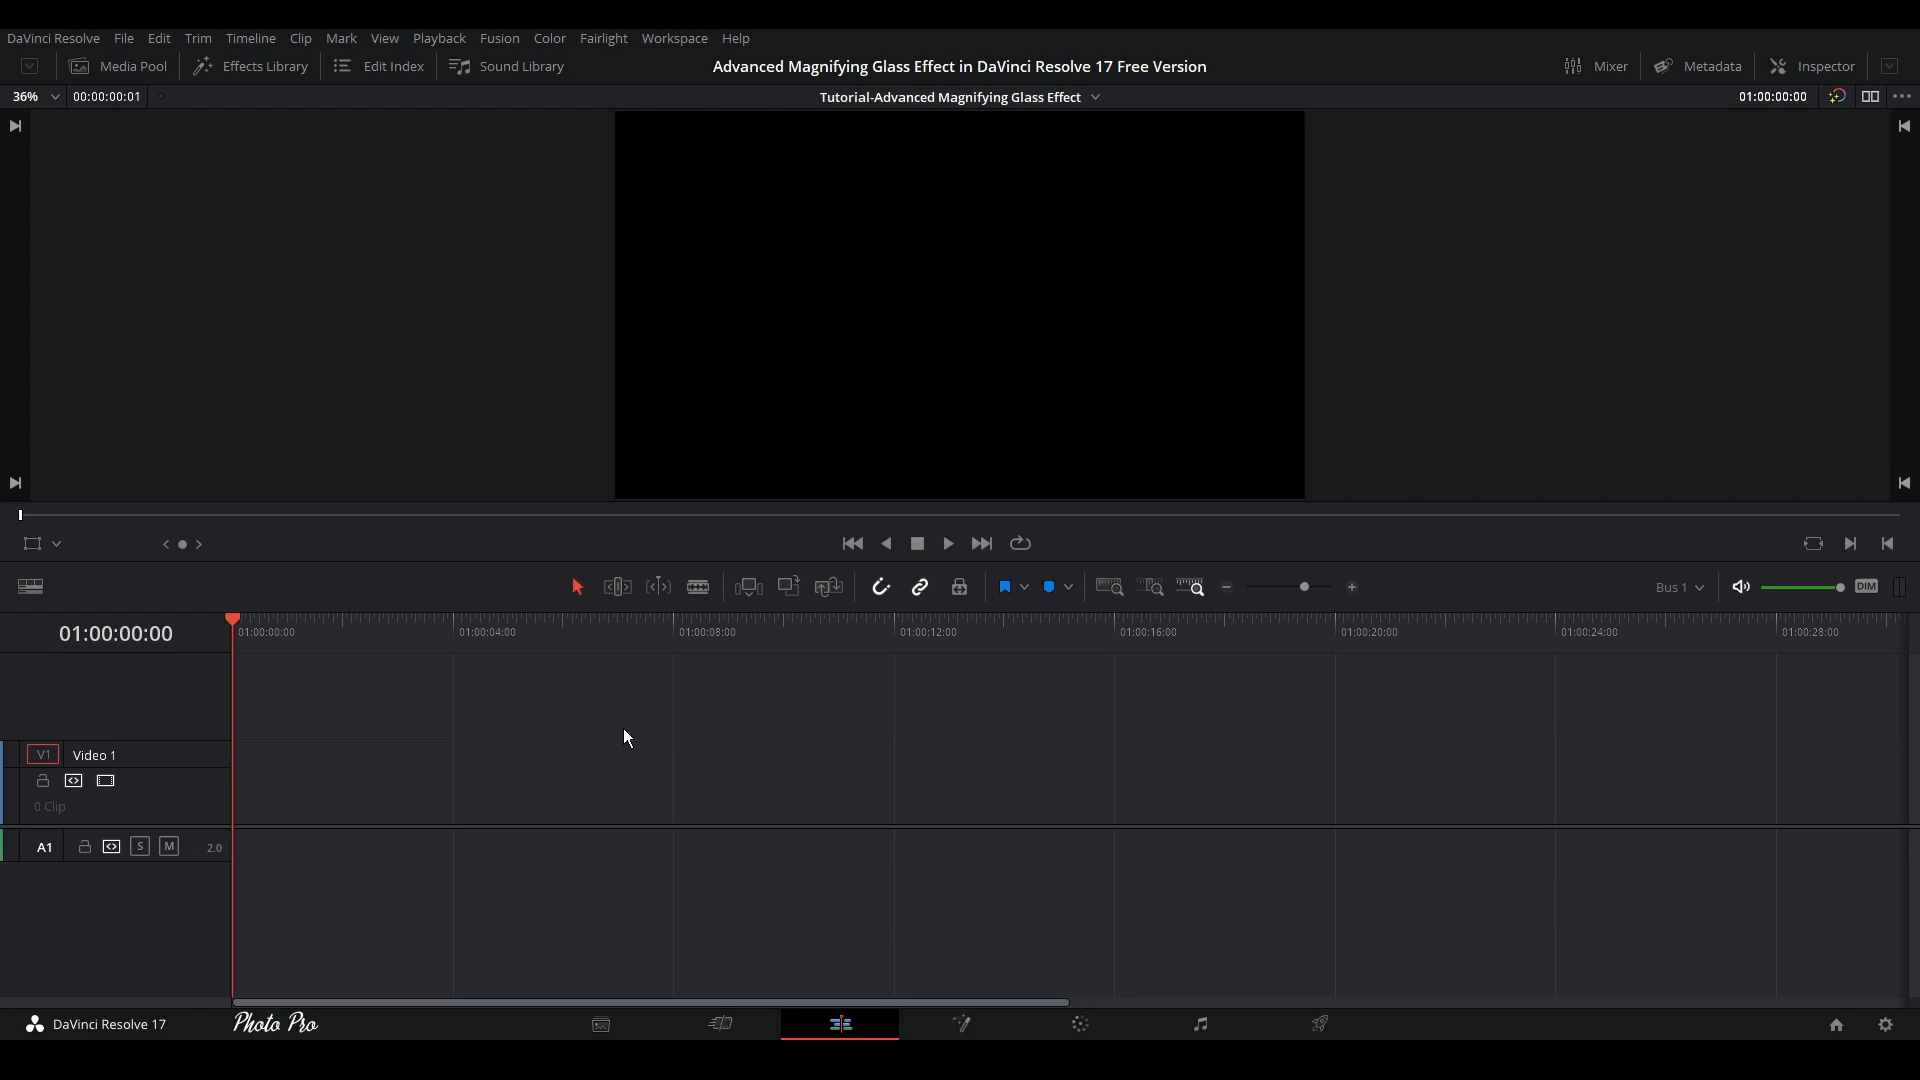 DaVinci Resolve File Edit Trim Timeline Clip Mark View Playback Fusion Color Fairlight Workspace Help
Media Pool Effects Library Edit Index Sound Library Advanced Magnifying Glass Effect in DaVinci Resolve 17 Free Version Mixer Metadata Inspector
36% 00:00:00:01 Tutorial-Advanced Magnifying Glass Effect 01:00:00:00
Bus 1 DIM
01:00:00:00 01:00:00:00 01:00:04:00 01:00:08:00 01:00:12:00 01:00:16:00 01:00:20:00 01:00:24:00 01:00:28:00
V1 Video 1
0 Clip
A1 S M 2.0
DaVinci Resolve 17 Photo Pro